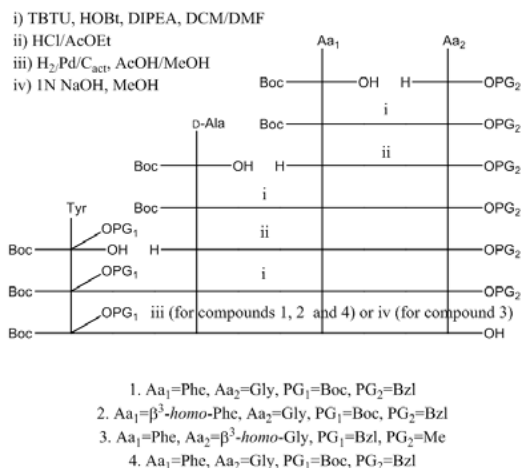 i) TBTU, HOBt, DIPEA, DCM/DMF
ii) HCl/AcOEt
iii) H₂/Pd/Cact, AcOH/MeOH
iv) 1N NaOH, MeOH
Aa₁ Aa₂
Boc OH H OPG₂
i
D-Ala Boc OPG₂
ii
Boc OH H OPG₂
i
Tyr Boc OPG₂
OPG₁ ii
Boc OH H OPG₂
OPG₁ i
Boc OPG₂
OPG₁ iii (for compounds 1, 2 and 4) or iv (for compound 3)
Boc OH
1. Aa₁=Phe, Aa₂=Gly, PG₁=Boc, PG₂=Bzl
2. Aa₁=β³-homo-Phe, Aa₂=Gly, PG₁=Boc, PG₂=Bzl
3. Aa₁=Phe, Aa₂=β³-homo-Gly, PG₁=Bzl, PG₂=Me
4. Aa₁=Phe, Aa₂=Gly, PG₁=Boc, PG₂=Bzl